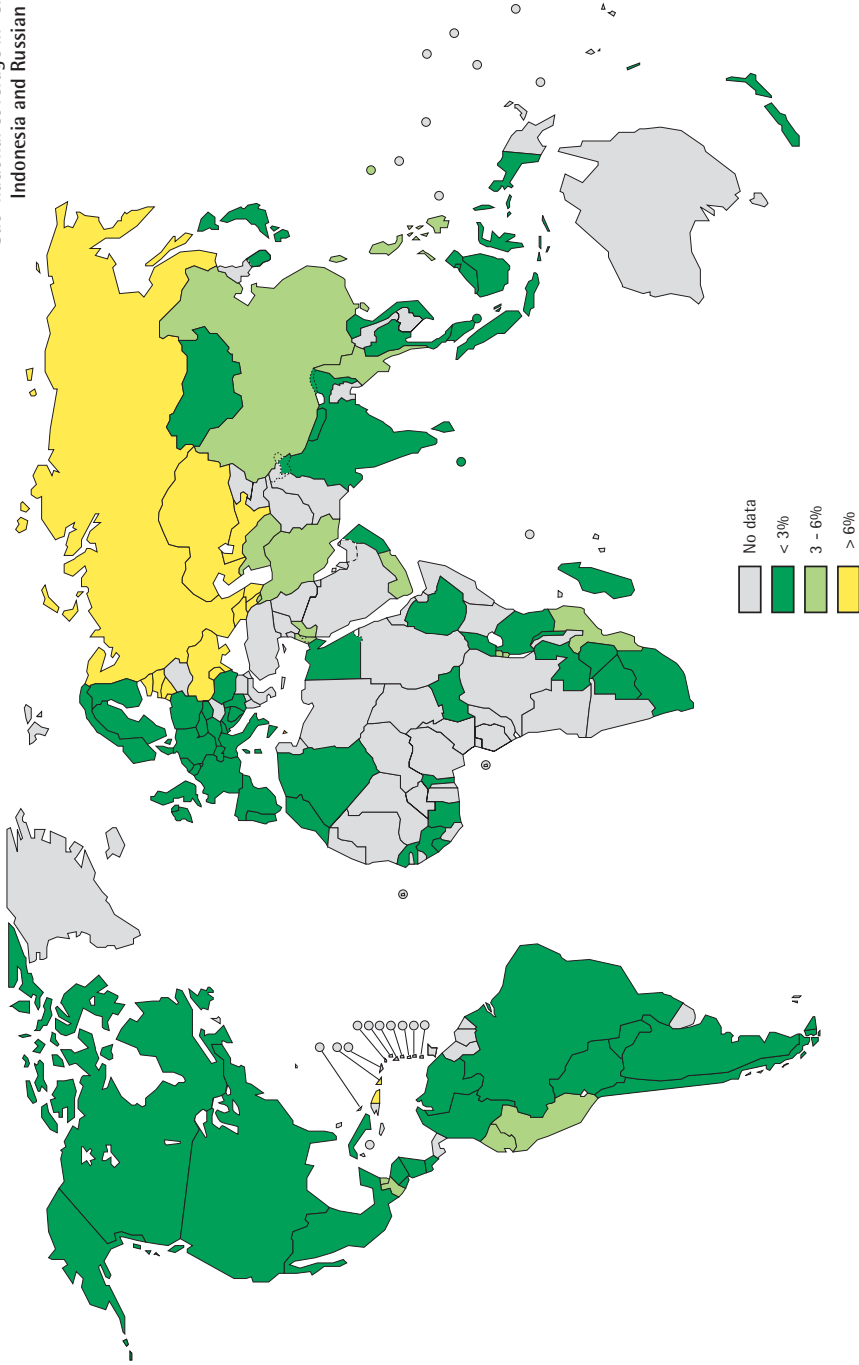 Indonesia and Russian
No data
< 3%
3 - 6%
> 6%